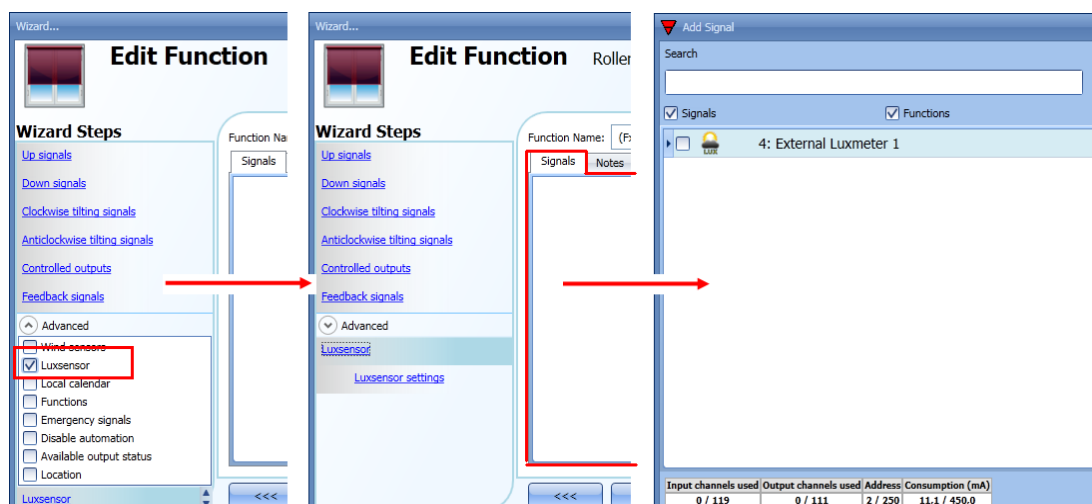 Wizard...
Edit Function
Wizard Steps
Up signals
Down signals
Clockwise tilting signals
Anticlockwise tilting signals
Controlled outputs
Feedback signals
Advanced
Wind sensors
Luxsensor
Local calendar
Functions
Emergency signals
Disable automation
Available output status
Location
Luxsensor
Function Na
Signals
<<<
Wizard...
Edit Function Roller
Wizard Steps
Up signals
Down signals
Clockwise tilting signals
Anticlockwise tilting signals
Controlled outputs
Feedback signals
Advanced
Luxsensor
Luxsensor settings
Function Name: (Fx
Signals Notes
<<<
Add Signal
Search
Signals Functions
LUX 4: External Luxmeter 1
Input channels used Output channels used Address Consumption (mA)
0 / 119 0 / 111 2 / 250 11.1 / 450.0